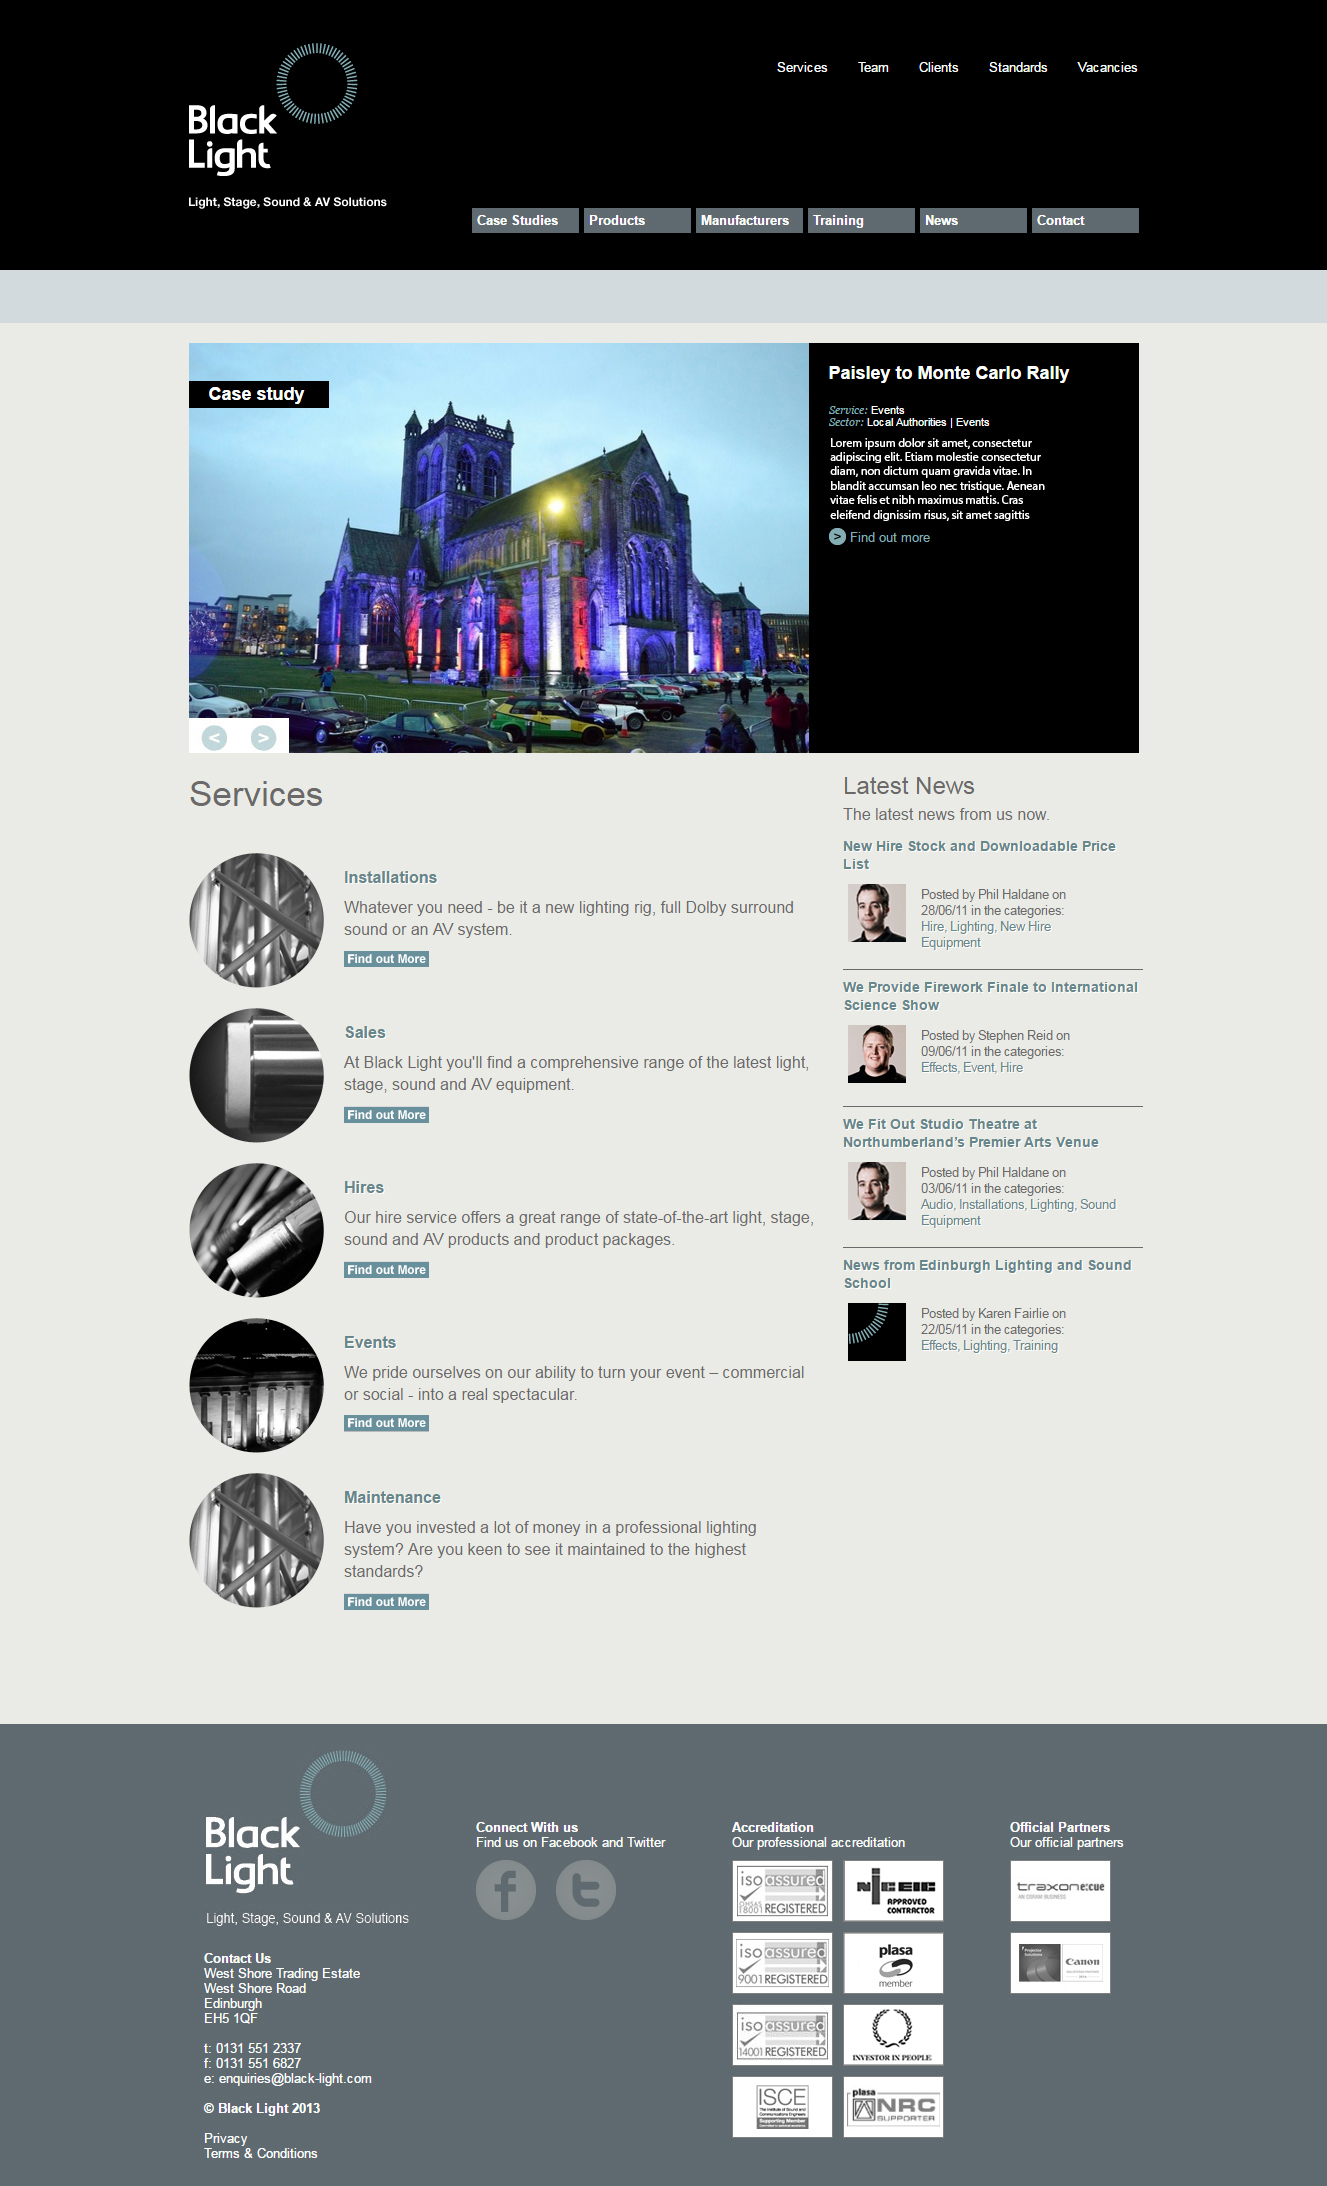 Services Team Clients Standards Vacancies
Black
Light
Light, Stage, Sound & AV Solutions
Case Studies Products Manufacturers Training News Contact
Case study
Paisley to Monte Carlo Rally
Service: Events
Sector: Local Authorities | Events
Lorem ipsum dolor sit amet, consectetur
adipiscing elit. Etiam molestie consectetur
diam, non dictum quam gravida vitae. In
blandit accumsan leo nec tristique. Aenean
vitae felis et nibh maximus mattis. Cras
eleifend dignissim risus, sit amet sagittis
> Find out more
< >
Services
Installations
Whatever you need - be it a new lighting rig, full Dolby surround
sound or an AV system.
Find out More
Sales
At Black Light you'll find a comprehensive range of the latest light,
stage, sound and AV equipment.
Find out More
Hires
Our hire service offers a great range of state-of-the-art light, stage,
sound and AV products and product packages.
Find out More
Events
We pride ourselves on our ability to turn your event – commercial
or social - into a real spectacular.
Find out More
Maintenance
Have you invested a lot of money in a professional lighting
system? Are you keen to see it maintained to the highest
standards?
Find out More
Latest News
The latest news from us now.
New Hire Stock and Downloadable Price
List
Posted by Phil Haldane on
28/06/11 in the categories:
Hire, Lighting, New Hire
Equipment
We Provide Firework Finale to International
Science Show
Posted by Stephen Reid on
09/06/11 in the categories:
Effects, Event, Hire
We Fit Out Studio Theatre at
Northumberland’s Premier Arts Venue
Posted by Phil Haldane on
03/06/11 in the categories:
Audio, Installations, Lighting, Sound
Equipment
News from Edinburgh Lighting and Sound
School
Posted by Karen Fairlie on
22/05/11 in the categories:
Effects, Lighting, Training
Black
Light
Light, Stage, Sound & AV Solutions
Contact Us
West Shore Trading Estate
West Shore Road
Edinburgh
EH5 1QF
t: 0131 551 2337
f: 0131 551 6827
e: enquiries@black-light.com
© Black Light 2013
Privacy
Terms & Conditions
Connect With us
Find us on Facebook and Twitter
f t
Accreditation
Our professional accreditation
iso assured
OHSAS
18001 REGISTERED
NICEIC
APPROVED
CONTRACTOR
iso assured
9001 REGISTERED
plasa
member
iso assured
14001 REGISTERED
INVESTOR IN PEOPLE
ISCE
The Institute of Sound and
Communications Engineers
Supporting Member
plasa
NRC
SUPPORTER
Official Partners
Our official partners
traxon e:cue
AN OSRAM BUSINESS
Projector
Solutions
Canon